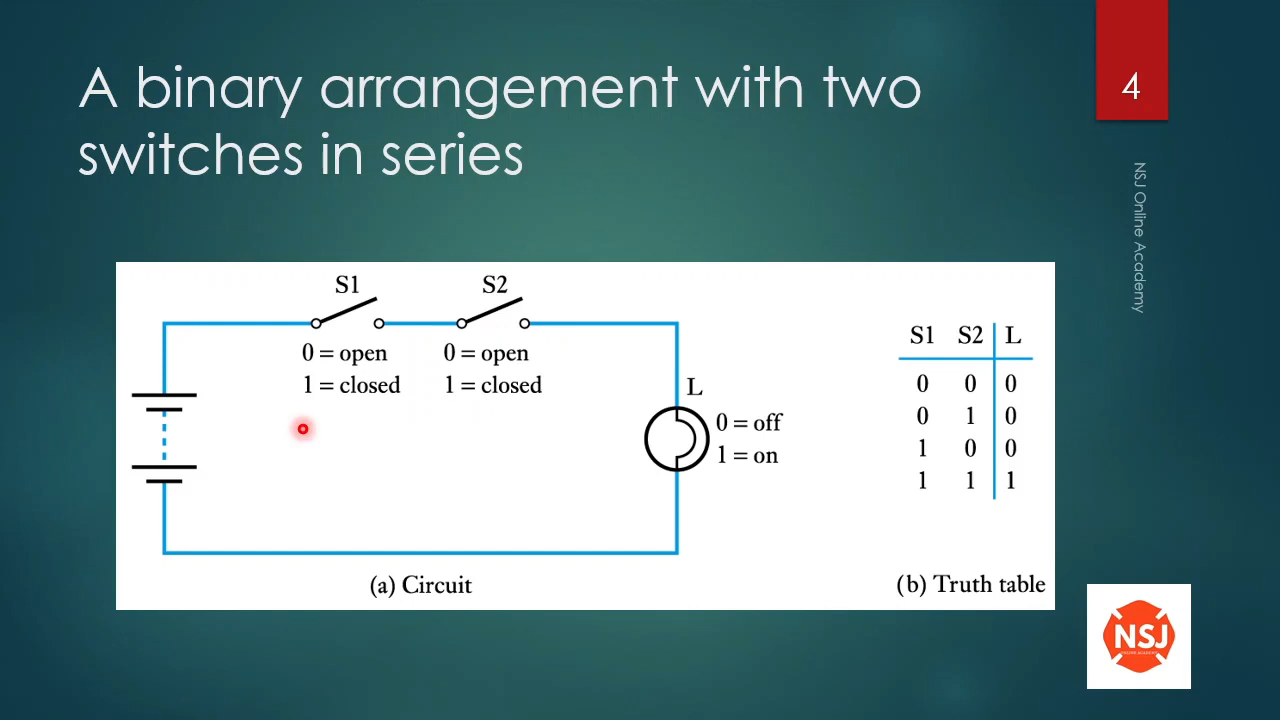 A binary arrangement with two
switches in series
4
NSJ Online Academy
S1 S2
0 = open 0 = open
1 = closed 1 = closed
L
0 = off
1 = on
(a) Circuit
S1 S2 L
0 0 0
0 1 0
1 0 0
1 1 1
(b) Truth table
NSJ
ONLINE ACADEMY